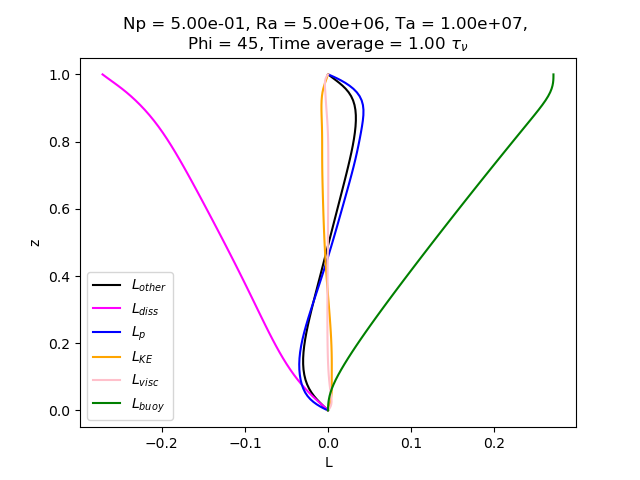 Np = 5.00e-01, Ra = 5.00e+06, Ta = 1.00e+07,
Phi = 45, Time average = 1.00 τ_ν
1.0
0.8
0.6
0.4
0.2
0.0
z
L_other
L_diss
L_p
L_KE
L_visc
L_buoy
−0.2 −0.1 0.0 0.1 0.2
L